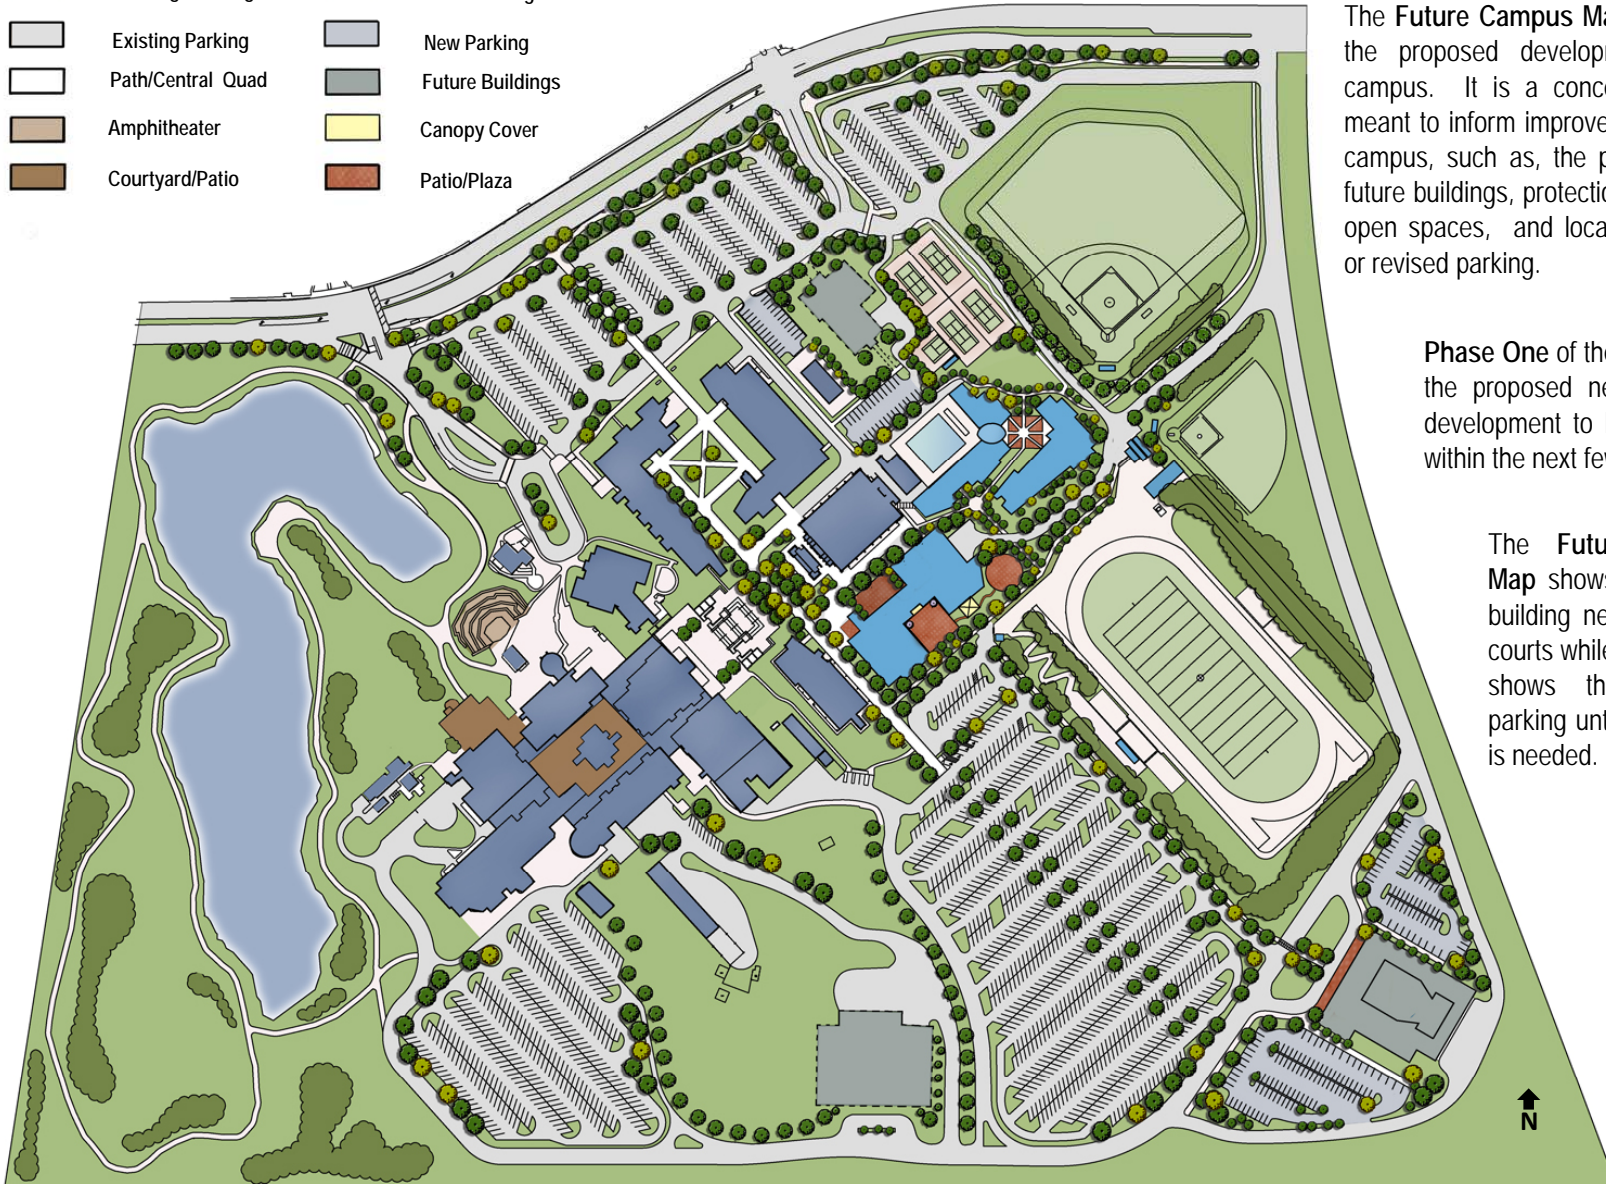 Existing Parking
New Parking
Path/Central Quad
Future Buildings
Amphitheater
Canopy Cover
Courtyard/Patio
Patio/Plaza
The Future Campus
the proposed
campus. It is a
meant to inform
campus, such as, the
future buildings,
open spaces, and
or revised parking.
Phase One of
the proposed
development to
within the next
The
Map shows
building
courts while
shows
parking
is needed.
N